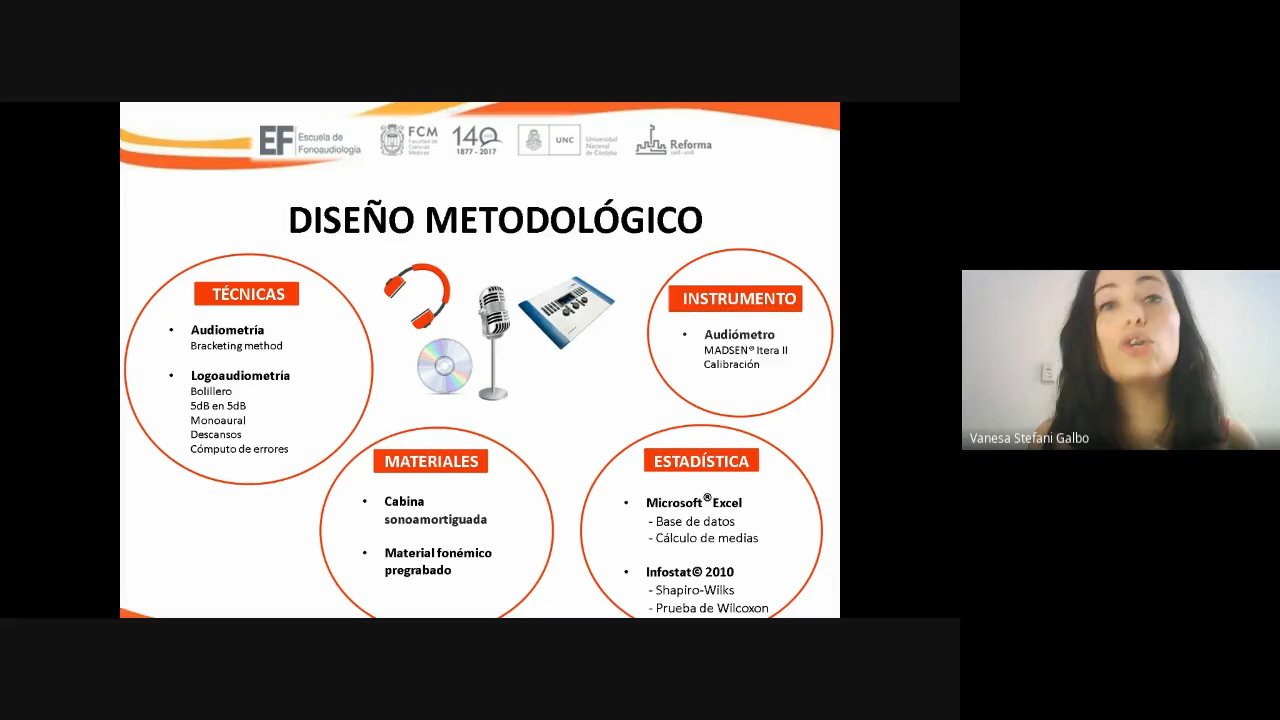 EF Escuela de Fonoaudiología
FCM
Facultad de
Ciencias
Médicas
140
1877 - 2017
UNC
Universidad
Nacional
de Córdoba
Reforma
DISEÑO METODOLÓGICO
TÉCNICAS
• Audiometría
Bracketing method
• Logoaudiometría
Bolillero
5dB en 5dB
Monoaural
Descansos
Cómputo de errores
INSTRUMENTO
• Audiómetro
MADSEN® Itera II
Calibración
MATERIALES
• Cabina
sonoamortiguada
• Material fonémico
pregrabado
ESTADÍSTICA
• Microsoft®Excel
- Base de datos
- Cálculo de medias
• Infostat© 2010
- Shapiro-Wilks
- Prueba de Wilcoxon
Vanesa Stefani Galbo